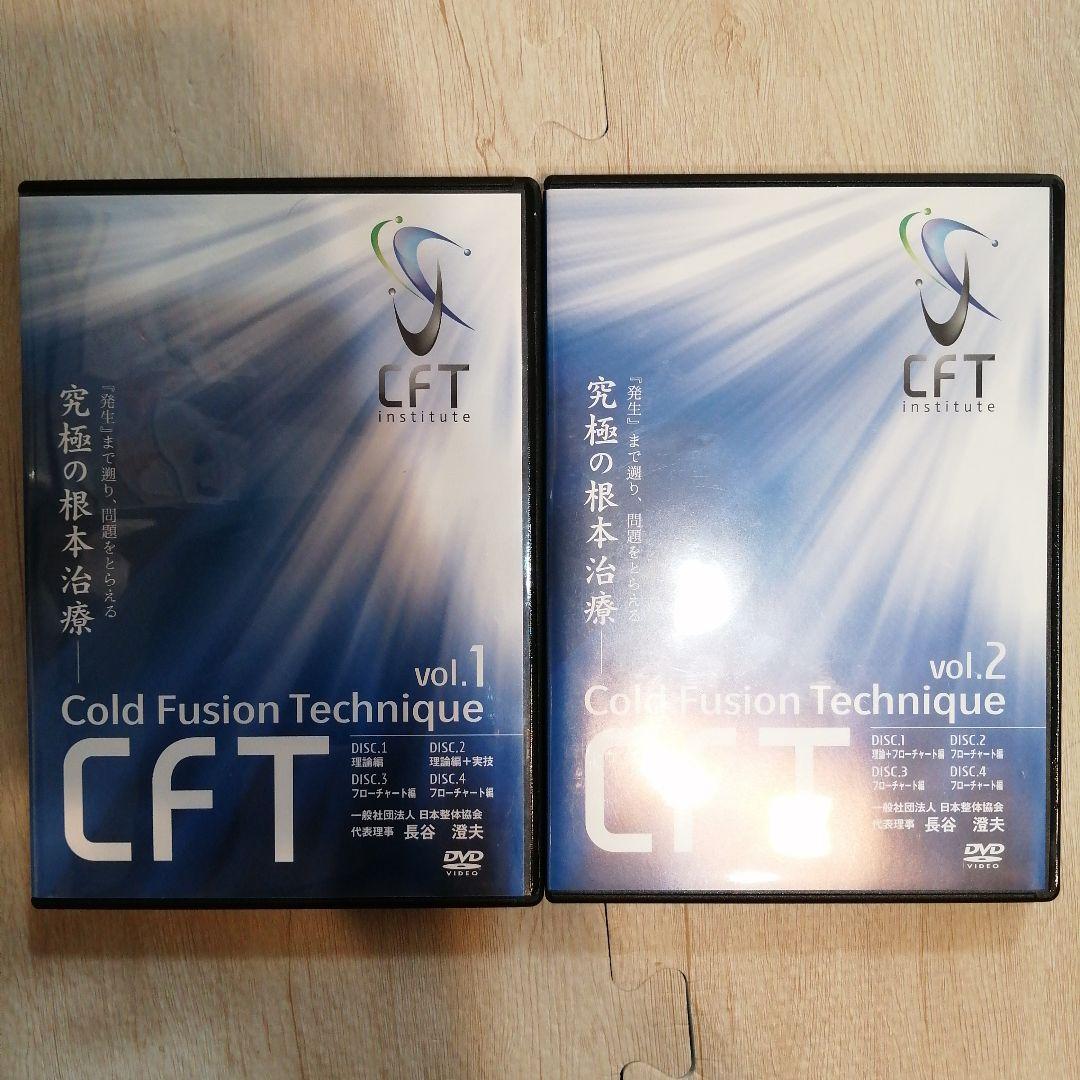 CFT
institute
『発生』まで遡り、問題をとらえる
究極の根本治療
vol.1
Cold Fusion Technique
CFT
DISC.1
理論編
DISC.2
理論編+実技
DISC.3
フローチャート編
DISC.4
フローチャート編
一般社団法人 日本整体協会
代表理事 長谷 澄夫
DVD
VIDEO
CFT
institute
『発生』まで遡り、問題をとらえる
究極の根本治療
vol.2
Cold Fusion Technique
CFT
DISC.1
理論+フローチャート編
DISC.2
フローチャート編
DISC.3
フローチャート編
DISC.4
フローチャート編
一般社団法人 日本整体協会
代表理事 長谷 澄夫
DVD
VIDEO